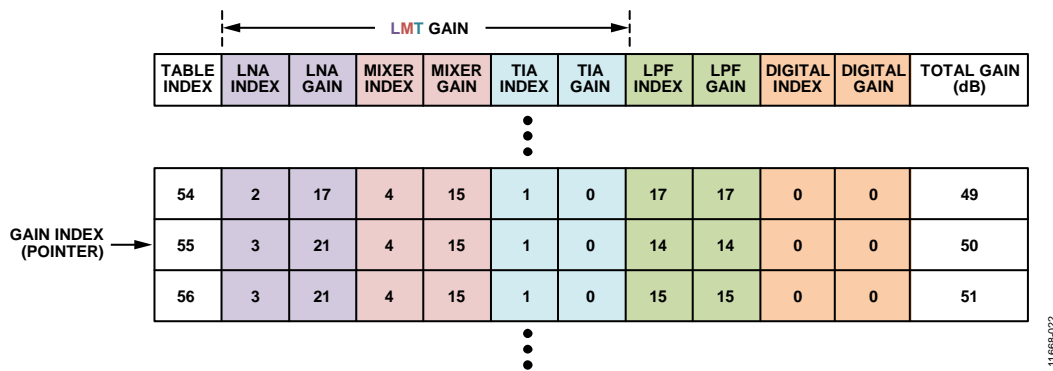 LMT GAIN
TABLE INDEX LNA INDEX LNA GAIN MIXER INDEX MIXER GAIN TIA INDEX TIA GAIN LPF INDEX LPF GAIN DIGITAL INDEX DIGITAL GAIN TOTAL GAIN (dB)
54 2 17 4 15 1 0 17 17 0 0 49
GAIN INDEX (POINTER) 55 3 21 4 15 1 0 14 14 0 0 50
56 3 21 4 15 1 0 15 15 0 0 51
11668-022